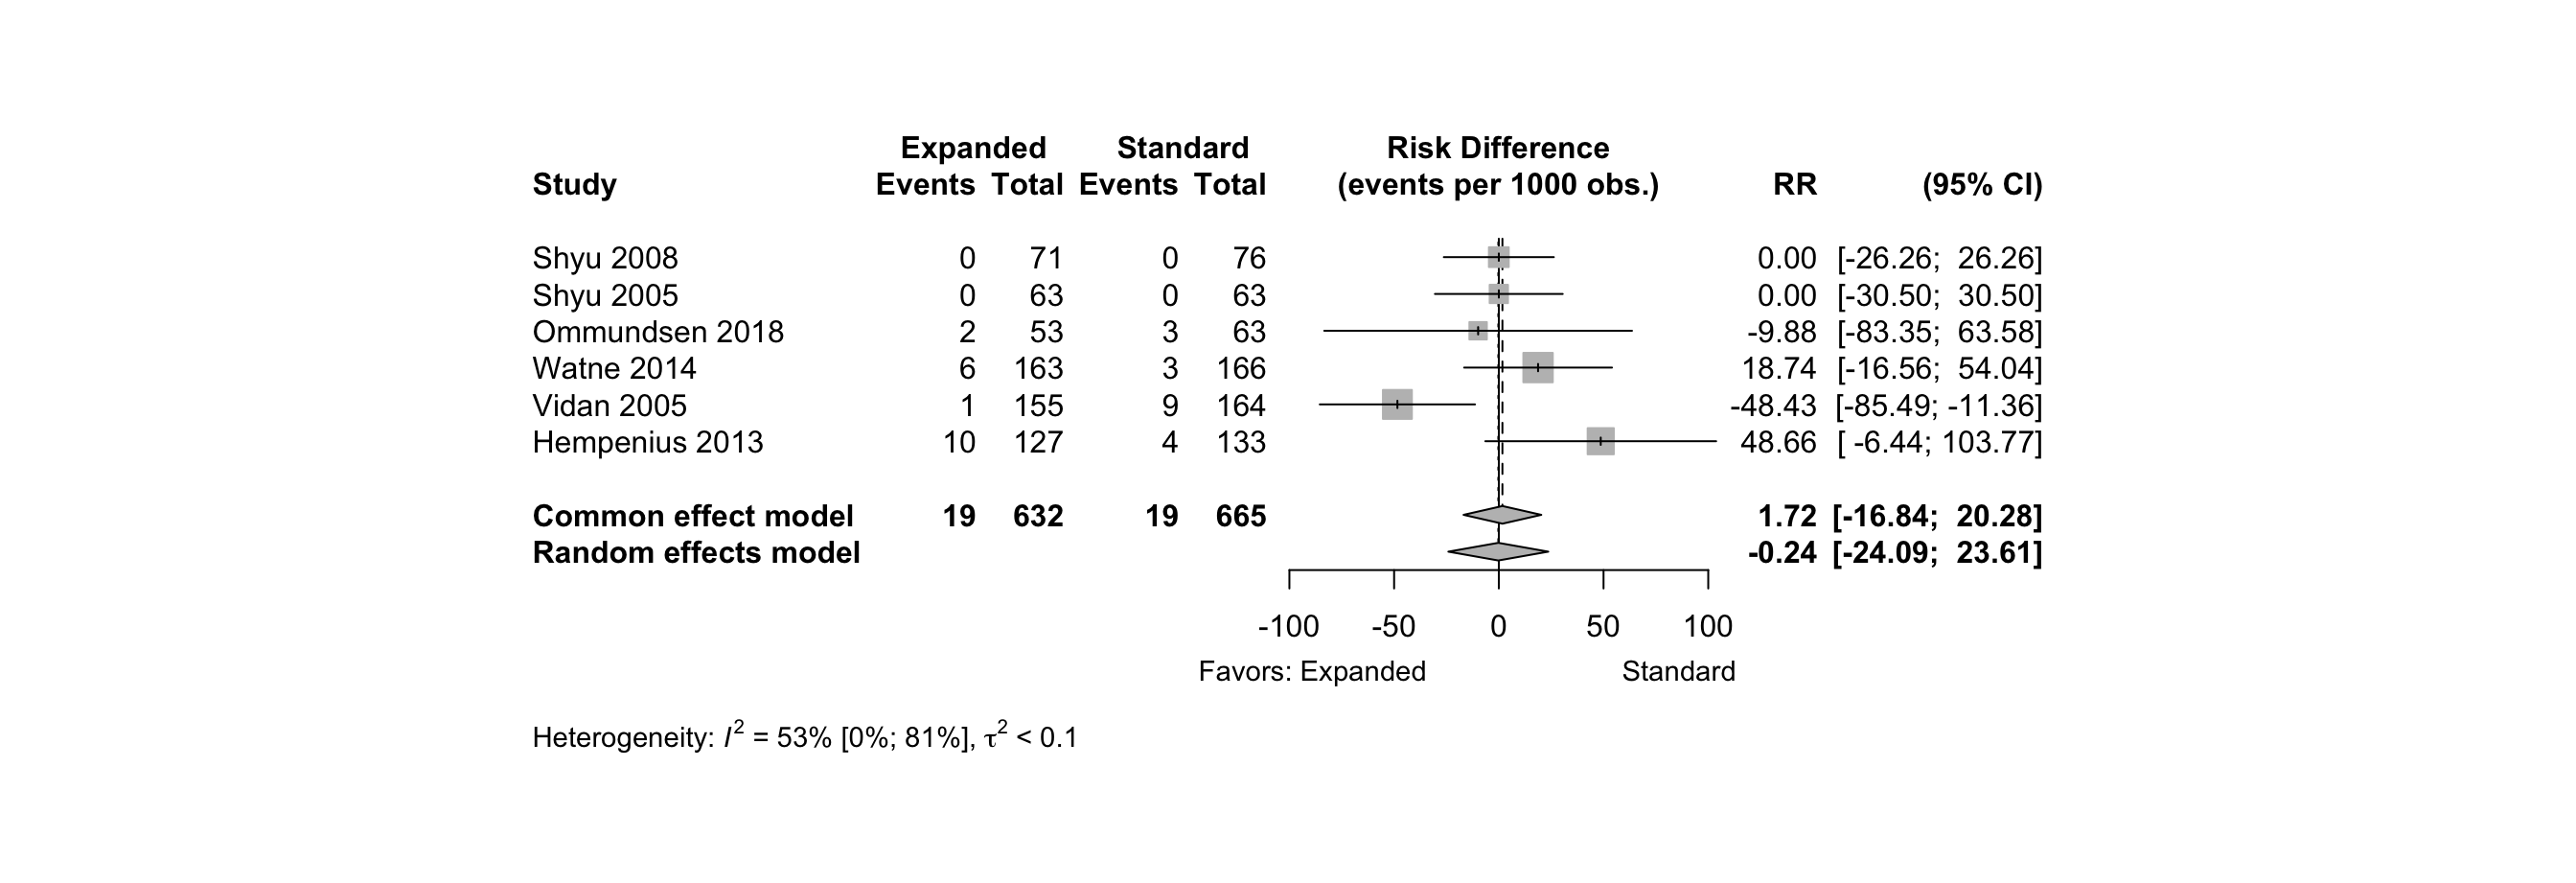 Expanded Standard Risk Difference
Study Events Total Events Total (events per 1000 obs.) RR (95% CI)
Shyu 2008 0 71 0 76 0.00 [-26.26; 26.26]
Shyu 2005 0 63 0 63 0.00 [-30.50; 30.50]
Ommundsen 2018 2 53 3 63 -9.88 [-83.35; 63.58]
Watne 2014 6 163 3 166 18.74 [-16.56; 54.04]
Vidan 2005 1 155 9 164 -48.43 [-85.49; -11.36]
Hempenius 2013 10 127 4 133 48.66 [ -6.44; 103.77]
Common effect model 19 632 19 665 1.72 [-16.84; 20.28]
Random effects model -0.24 [-24.09; 23.61]
-100 -50 0 50 100
Favors: Expanded Standard
Heterogeneity: I² = 53% [0%; 81%], τ² < 0.1